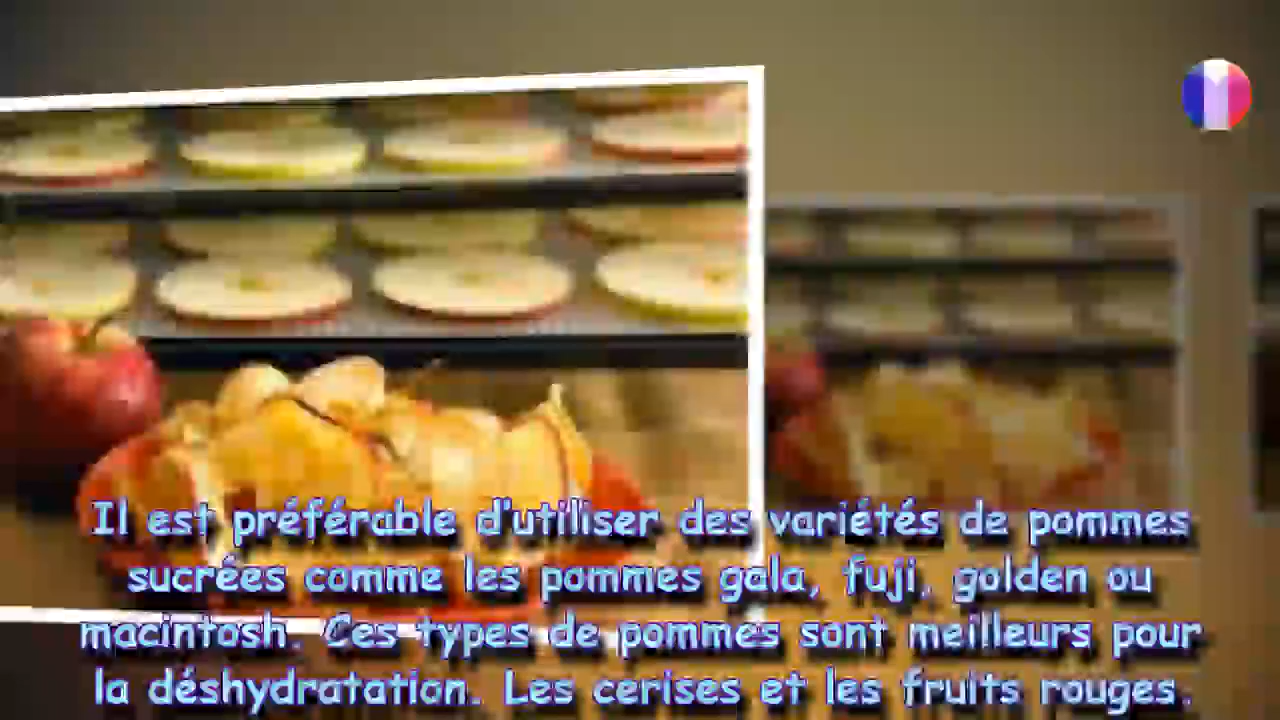 Il est préférable d'utiliser des variétés de pommes
sucrées comme les pommes gala, fuji, golden ou
macintosh. Ces types de pommes sont meilleurs pour
la déshydratation. Les cerises et les fruits rouges.